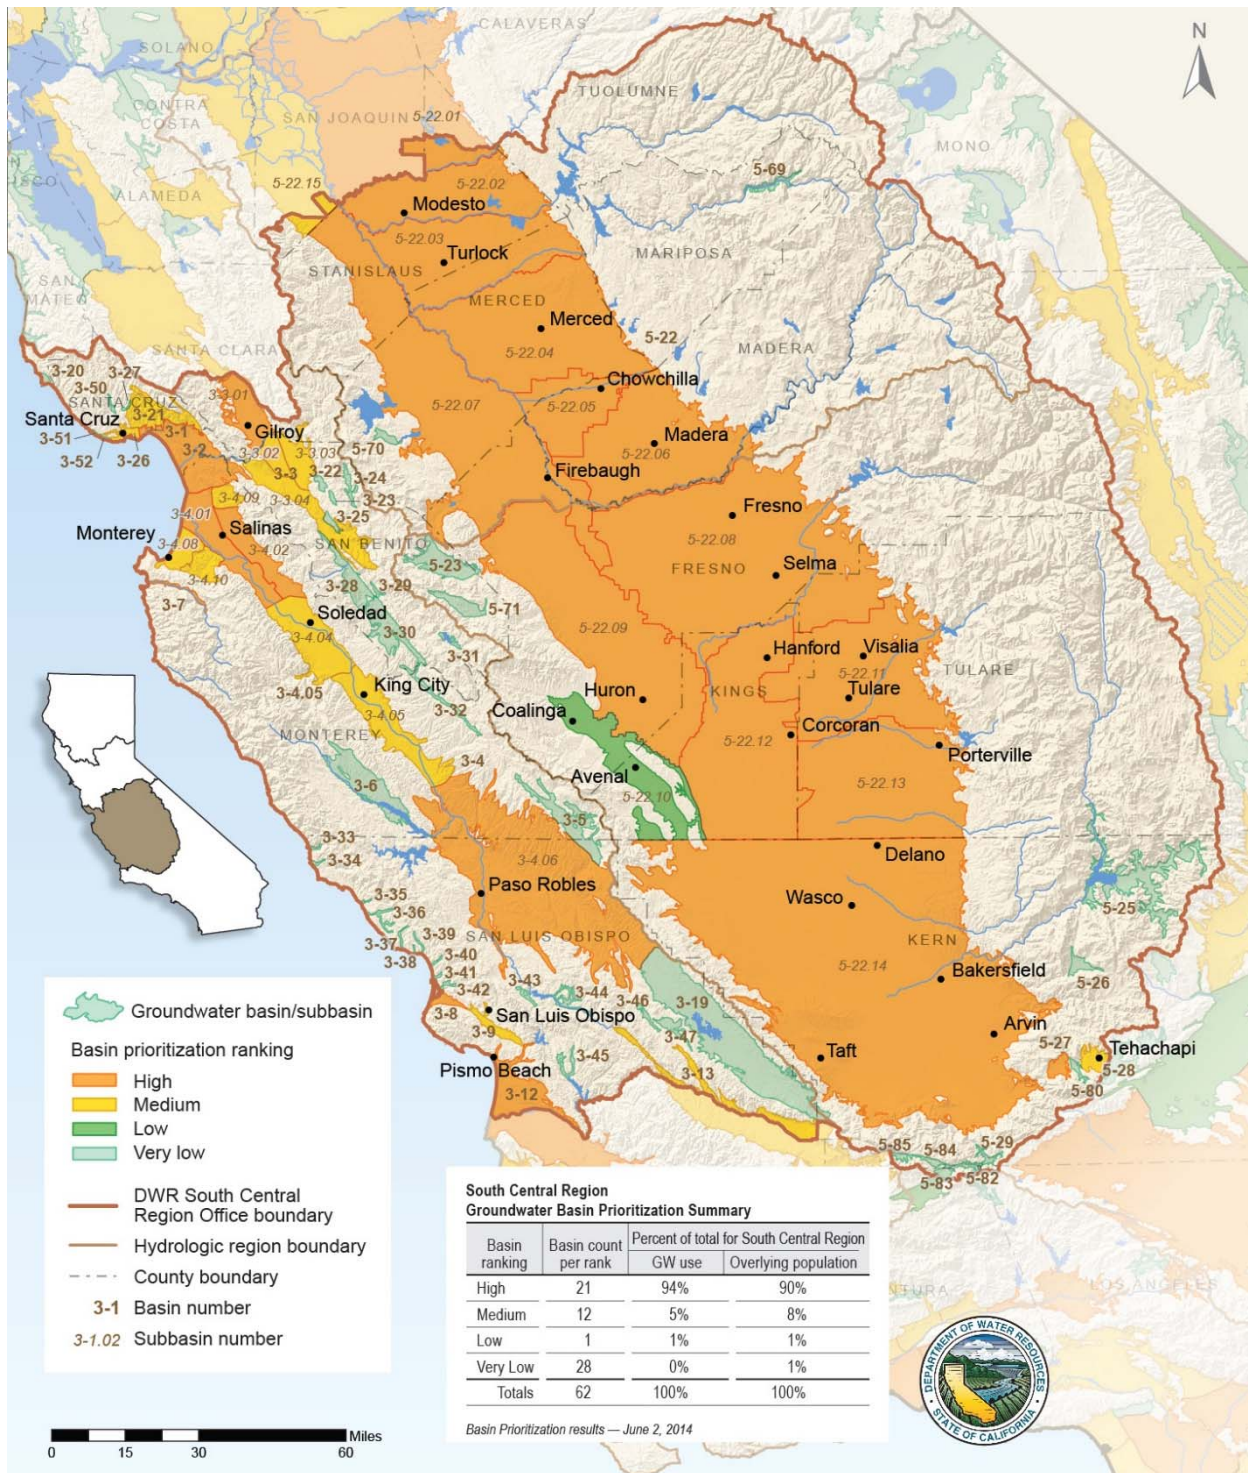 CALAVERAS
N
SOLANO
TUOLUMNE
CONTRA
COSTA
SAN JOAQUIN
5-22.01
MONO
5-69
ALAMEDA
5-22.15
5-22.02
Modesto
5-22.03
Turlock
MARIPOSA
STANISLAUS
SAN
MATEO
MERCED
Merced
SANTA CLARA
5-22
MADERA
5-22.04
3-20
3-27
3-50
SANTA CRUZ
3-3.01
Chowchilla
5-22.05
5-22.07
3-21
Santa Cruz
3-1
Gilroy
3-51
3-52
3-26
3-2
3-3.02
3-3.03
3-3
3-22
5-70
Madera
5-22.06
Firebaugh
3-24
3-23
3-4.09
3-3.04
3-25
3-4.01
Salinas
Fresno
Monterey
3-4.08
3-4.02
SAN BENITO
5-22.08
5-23
FRESNO
Selma
3-4.10
3-7
3-28
3-29
5-71
Soledad
3-4.04
3-30
5-22.09
3-31
Hanford
Visalia
5-22.11
TULARE
3-4.05
King City
3-4.05
3-32
Huron
Coalinga
KINGS
Tulare
MONTEREY
Corcoran
5-22.12
Porterville
3-4
3-6
Avenal
5-22.10
5-22.13
3-5
3-33
3-34
3-4.06
Delano
Paso Robles
Wasco
5-25
3-35
3-36
3-37
3-38
3-39
3-40
3-41
3-42
SAN LUIS OBISPO
KERN
5-22.14
Bakersfield
5-26
3-43
3-44
3-46
3-19
3-8
San Luis Obispo
3-9
3-47
Arvin
5-27
Tehachapi
5-28
5-80
Pismo Beach
3-45
3-13
Taft
3-12
5-85
5-84
5-29
5-83
5-82
VENTURA
LOS ANGELES
Groundwater basin/subbasin
Basin prioritization ranking
High
Medium
Low
Very low
DWR South Central
Region Office boundary
Hydrologic region boundary
County boundary
3-1 Basin number
3-1.02 Subbasin number
0 15 30 60 Miles
South Central Region
Groundwater Basin Prioritization Summary
Basin ranking Basin count per rank Percent of total for South Central Region
GW use Overlying population
High 21 94% 90%
Medium 12 5% 8%
Low 1 1% 1%
Very Low 28 0% 1%
Totals 62 100% 100%
Basin Prioritization results — June 2, 2014
DEPARTMENT OF WATER RESOURCES
STATE OF CALIFORNIA